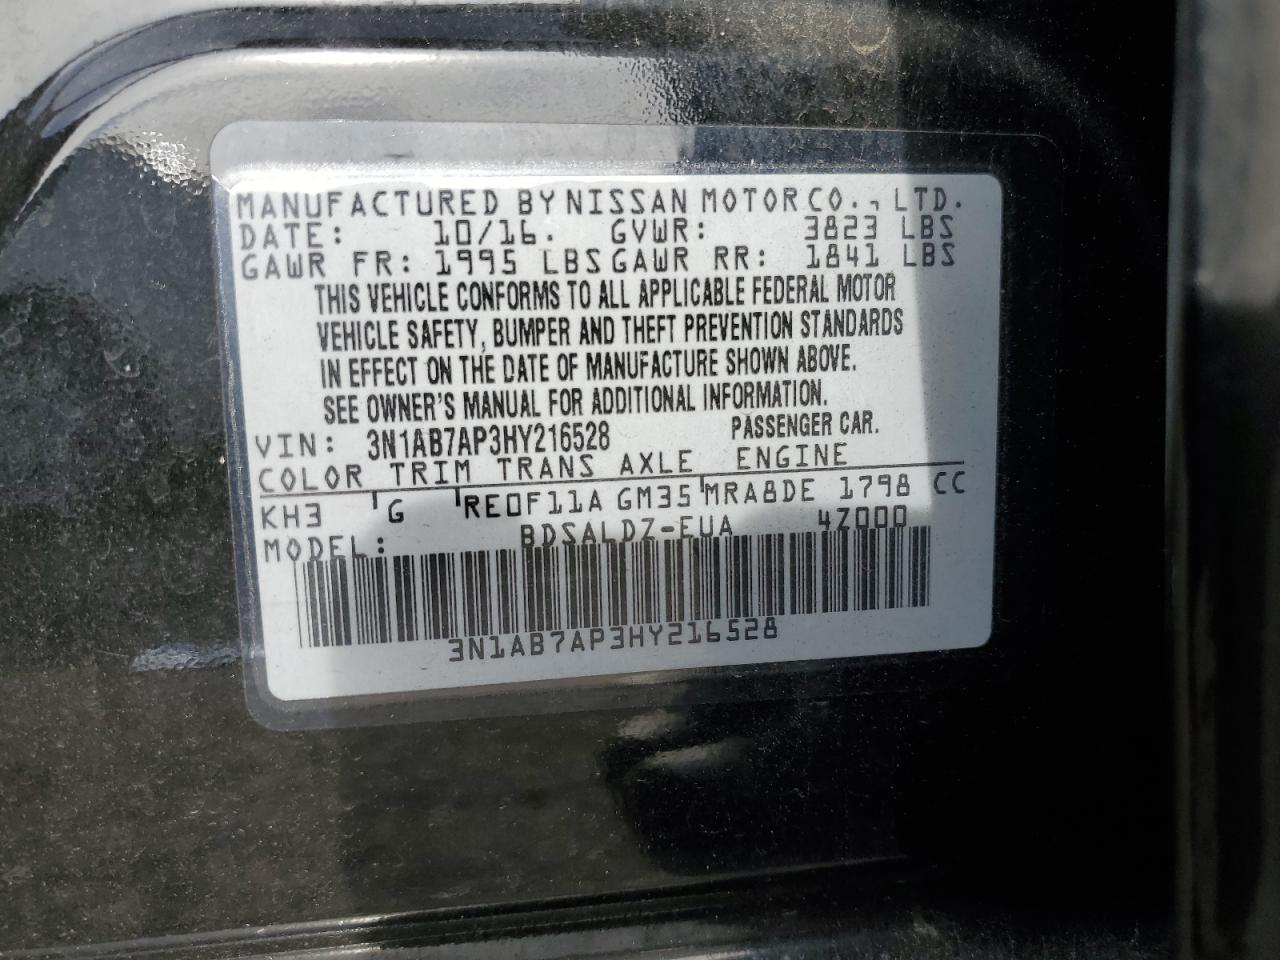 MANUFACTURED BY NISSAN MOTOR CO., LTD.
DATE: 10/16. GVWR: 3823 LBS
GAWR FR: 1995 LBS GAWR RR: 1841 LBS
THIS VEHICLE CONFORMS TO ALL APPLICABLE FEDERAL MOTOR
VEHICLE SAFETY, BUMPER AND THEFT PREVENTION STANDARDS
IN EFFECT ON THE DATE OF MANUFACTURE SHOWN ABOVE.
SEE OWNER'S MANUAL FOR ADDITIONAL INFORMATION.
VIN: 3N1AB7AP3HY216528 PASSENGER CAR.
COLOR TRIM TRANS AXLE ENGINE
KH3 G RE0F11A GM35 MRA8DE 1798 CC
MODEL: BDSALDZ-EUA 4Z000
3N1AB7AP3HY216528